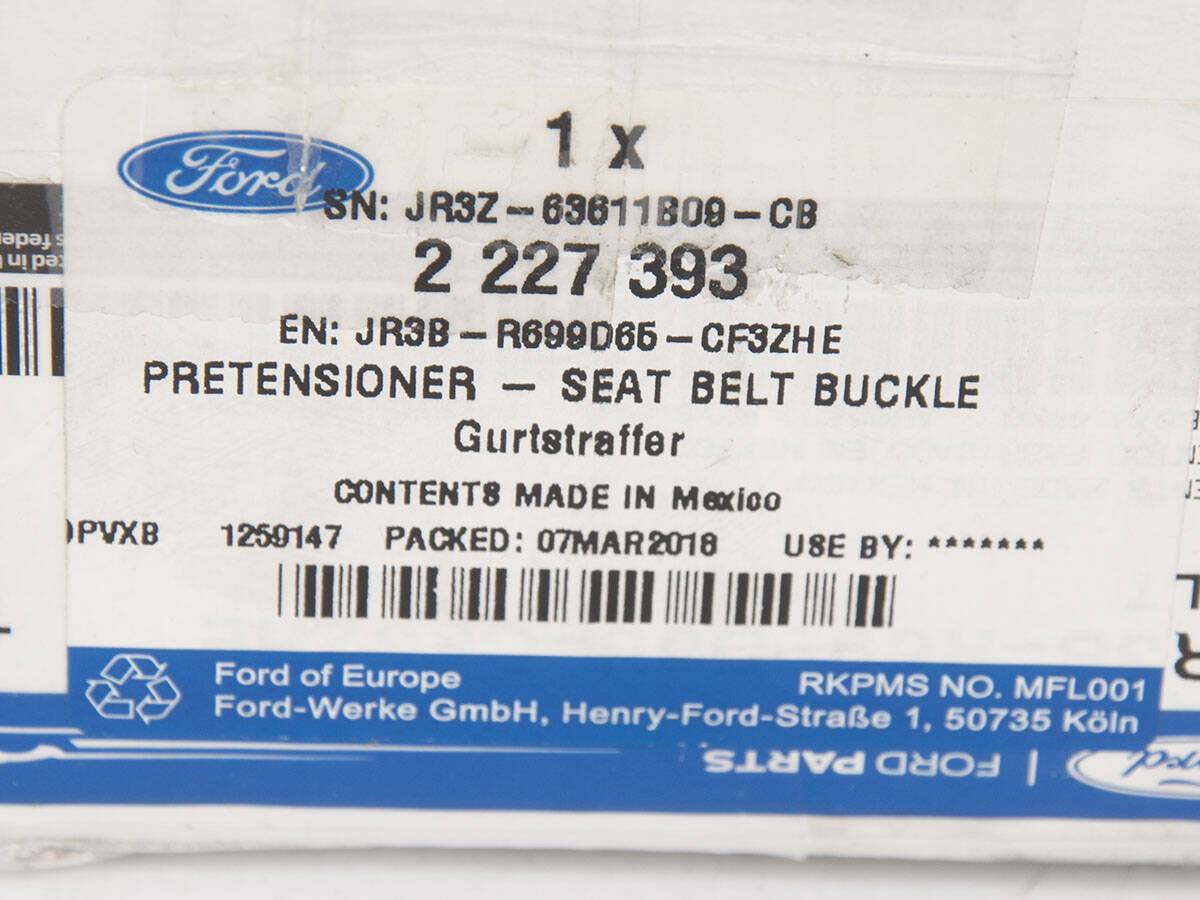 Ford
1 x
SN: JR3Z-63611B09-CB
2 227 393
EN: JR3B-R699D65-CF3ZHE
PRETENSIONER - SEAT BELT BUCKLE
Gurtstraffer
CONTENTS MADE IN Mexico
PVXB 1259147 PACKED: 07MAR2018 USE BY: *******
Ford of Europe RKPMS NO. MFL001
Ford-Werke GmbH, Henry-Ford-Straße 1, 50735 Köln
FORD PARTS |